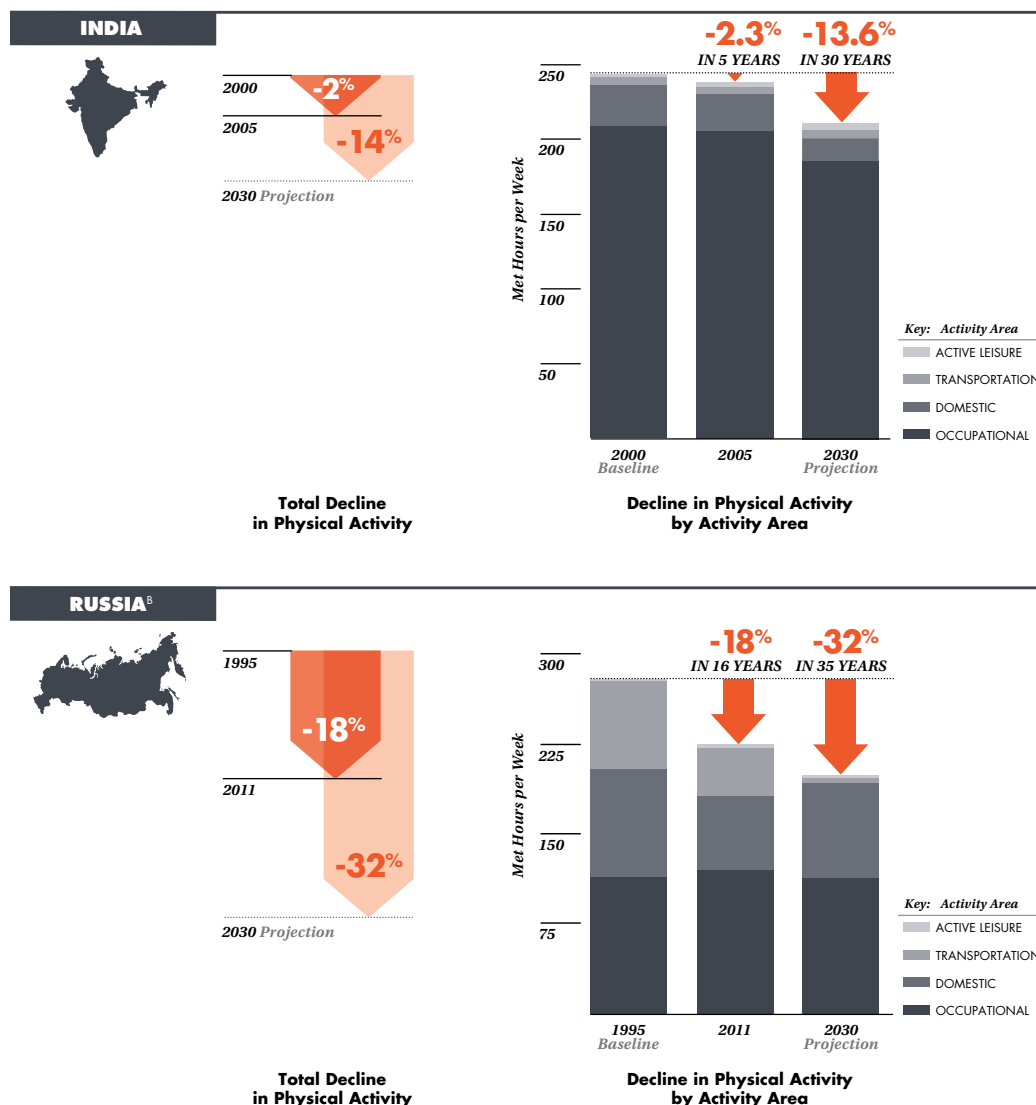 INDIA
2000
-2%
2005
-14%
2030 Projection
Total Decline
in Physical Activity
-2.3%
IN 5 YEARS
-13.6%
IN 30 YEARS
Met Hours per Week
250
200
150
100
50
2000
Baseline
2005
2030
Projection
Key: Activity Area
ACTIVE LEISURE
TRANSPORTATION
DOMESTIC
OCCUPATIONAL
Decline in Physical Activity
by Activity Area
RUSSIA B
1995
-18%
2011
-32%
2030 Projection
Total Decline
in Physical Activity
-18%
IN 16 YEARS
-32%
IN 35 YEARS
Met Hours per Week
300
225
150
75
1995
Baseline
2011
2030
Projection
Key: Activity Area
ACTIVE LEISURE
TRANSPORTATION
DOMESTIC
OCCUPATIONAL
Decline in Physical Activity
by Activity Area